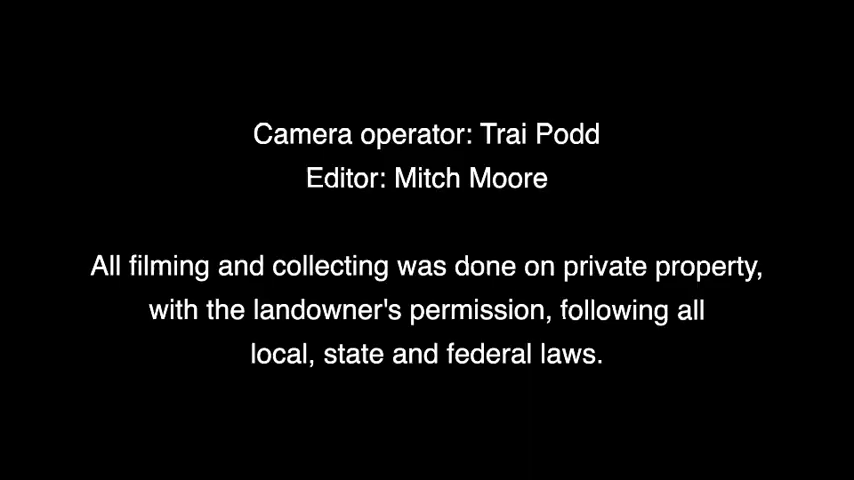 Camera operator: Trai Podd
Editor: Mitch Moore
All filming and collecting was done on private property,
with the landowner's permission, following all
local, state and federal laws.